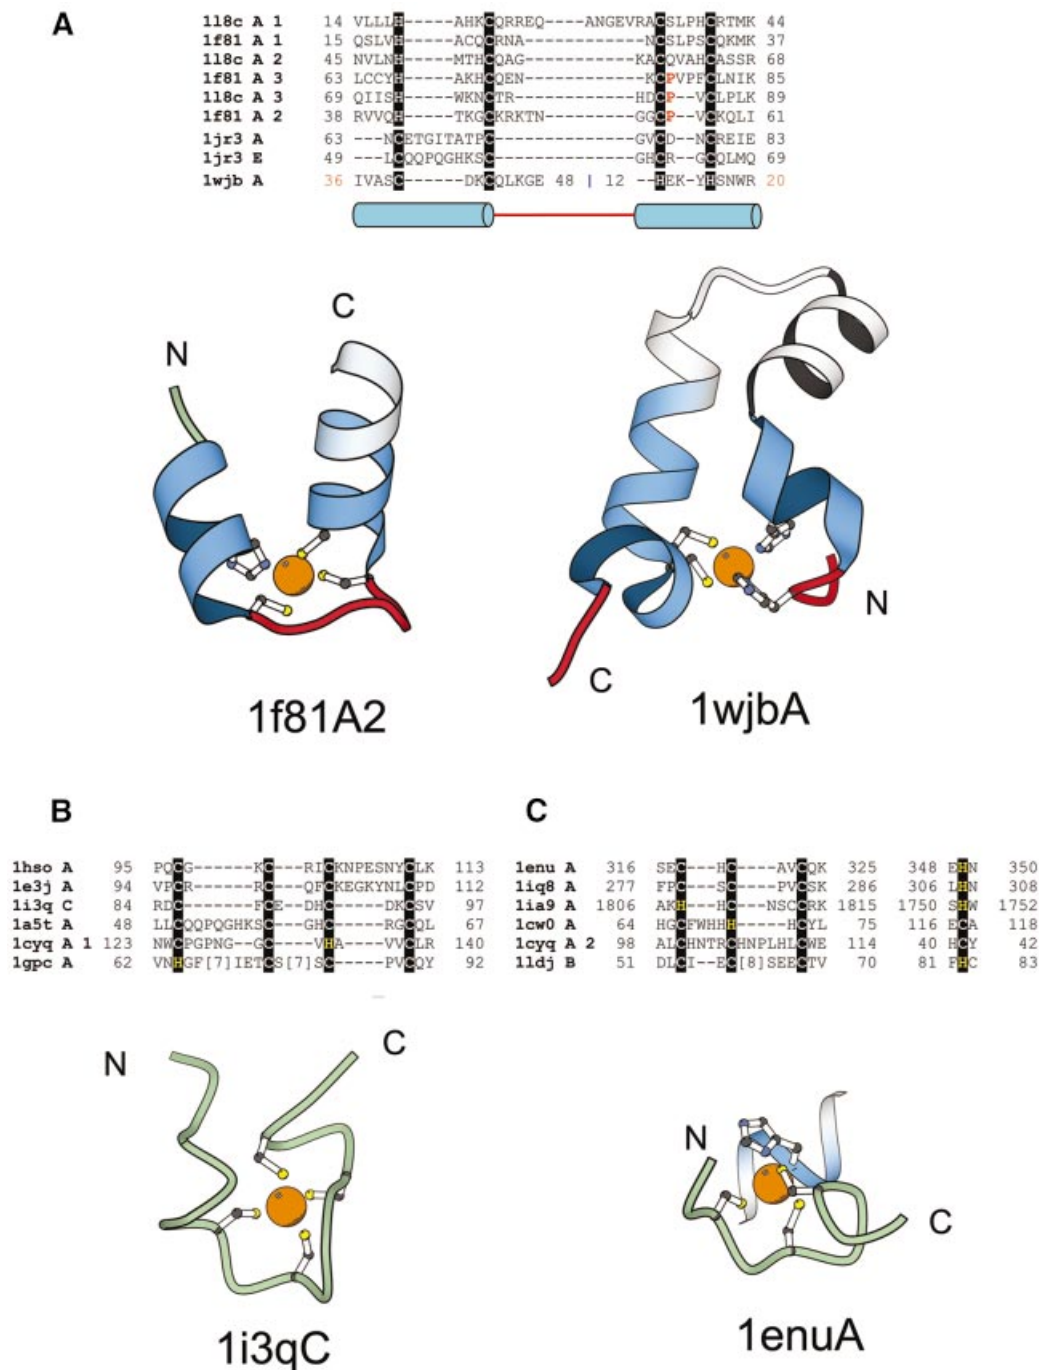 A
1l8c A 1 14 VLLLH-----AHKCQRREQ----ANGEVRACSLPHCRTMK 44
1f81 A 1 15 QSLVH-----ACQCRNA----------NCSLPSCQKMK 37
1l8c A 2 45 NVLNH-----MTHCQAG---------KACQVAHCASSR 68
1f81 A 3 63 LCCYH-----AKHCQEN----------KCPVPFCLNIK 85
1l8c A 3 69 QIISH-----WKNCTR----------HDCP--VCLPLK 89
1f81 A 2 38 RVVQH-----TKGCKRKTN-------GGCP--VCKQLI 61
1jr3 A 63 ---NCETGITATPC------------GVCD-NCREIE 83
1jr3 E 49 ---LCQQPQGHKSC------------GHCR-GCQLMQ 69
1wjb A 36 IVASC------DKCQLKGE 48 | 12 --HEK-YHSNWR 20
N
C
N
C
1f81A2
1wjbA
B
C
1hso A 95 PQCG------KC---RICKNPESNYCLK 113
1e3j A 94 VPCR------RC---QFCKEGKYNLCPD 112
1i3q C 84 RDC-------FCE--DHC-----DKCSV 97
1a5t A 48 LLCQQPQGHKSC---GHC-----RGCQL 67
1cyq A 1 123 NWCPGPNG--GC---VHA-----VVCLR 140
1gpc A 62 VNHGF[7]IETCS[7]SC-----PVCQY 92
1enu A 316 SEC---HC---AVCQK 325 348 EHN 350
1iq8 A 277 FPC---SC---PVCSK 286 306 LHN 308
1ia9 A 1806 AKH---HC---NSCCRK 1815 1750 SHW 1752
1cw0 A 64 HGCFWHHH---HCYL 75 116 ECA 118
1cyq A 2 98 ALCHNTRCHNPLHLCWE 114 40 HCY 42
1ldj B 51 DLCI--EC[8]SEECTV 70 81 FHC 83
N
C
N
C
1i3qC
1enuA